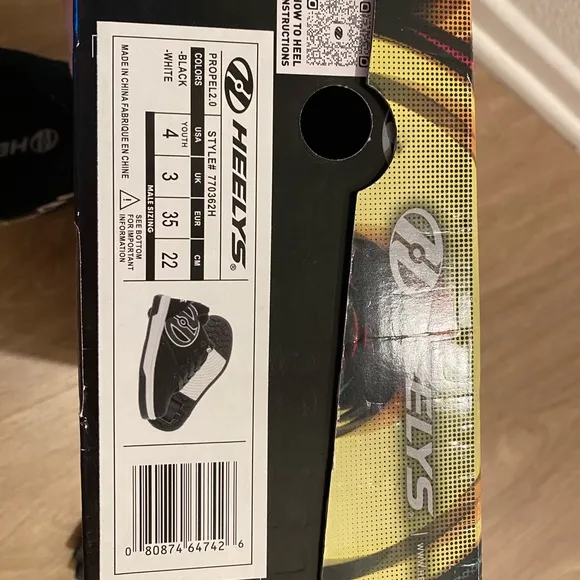 HEELYS®
PROPEL2.0 STYLE# 770362H
COLORS
-BLACK
-WHITE
USA UK EUR CM
YOUTH
4 3 35 22
MALE SIZING
MADE IN CHINA FABRIQUE EN CHINE
SEE BOTTOM
FOR IMPORTANT
INFORMATION
0 80874 64742 6
HOW TO HEEL
INSTRUCTIONS
HEELYS
www.